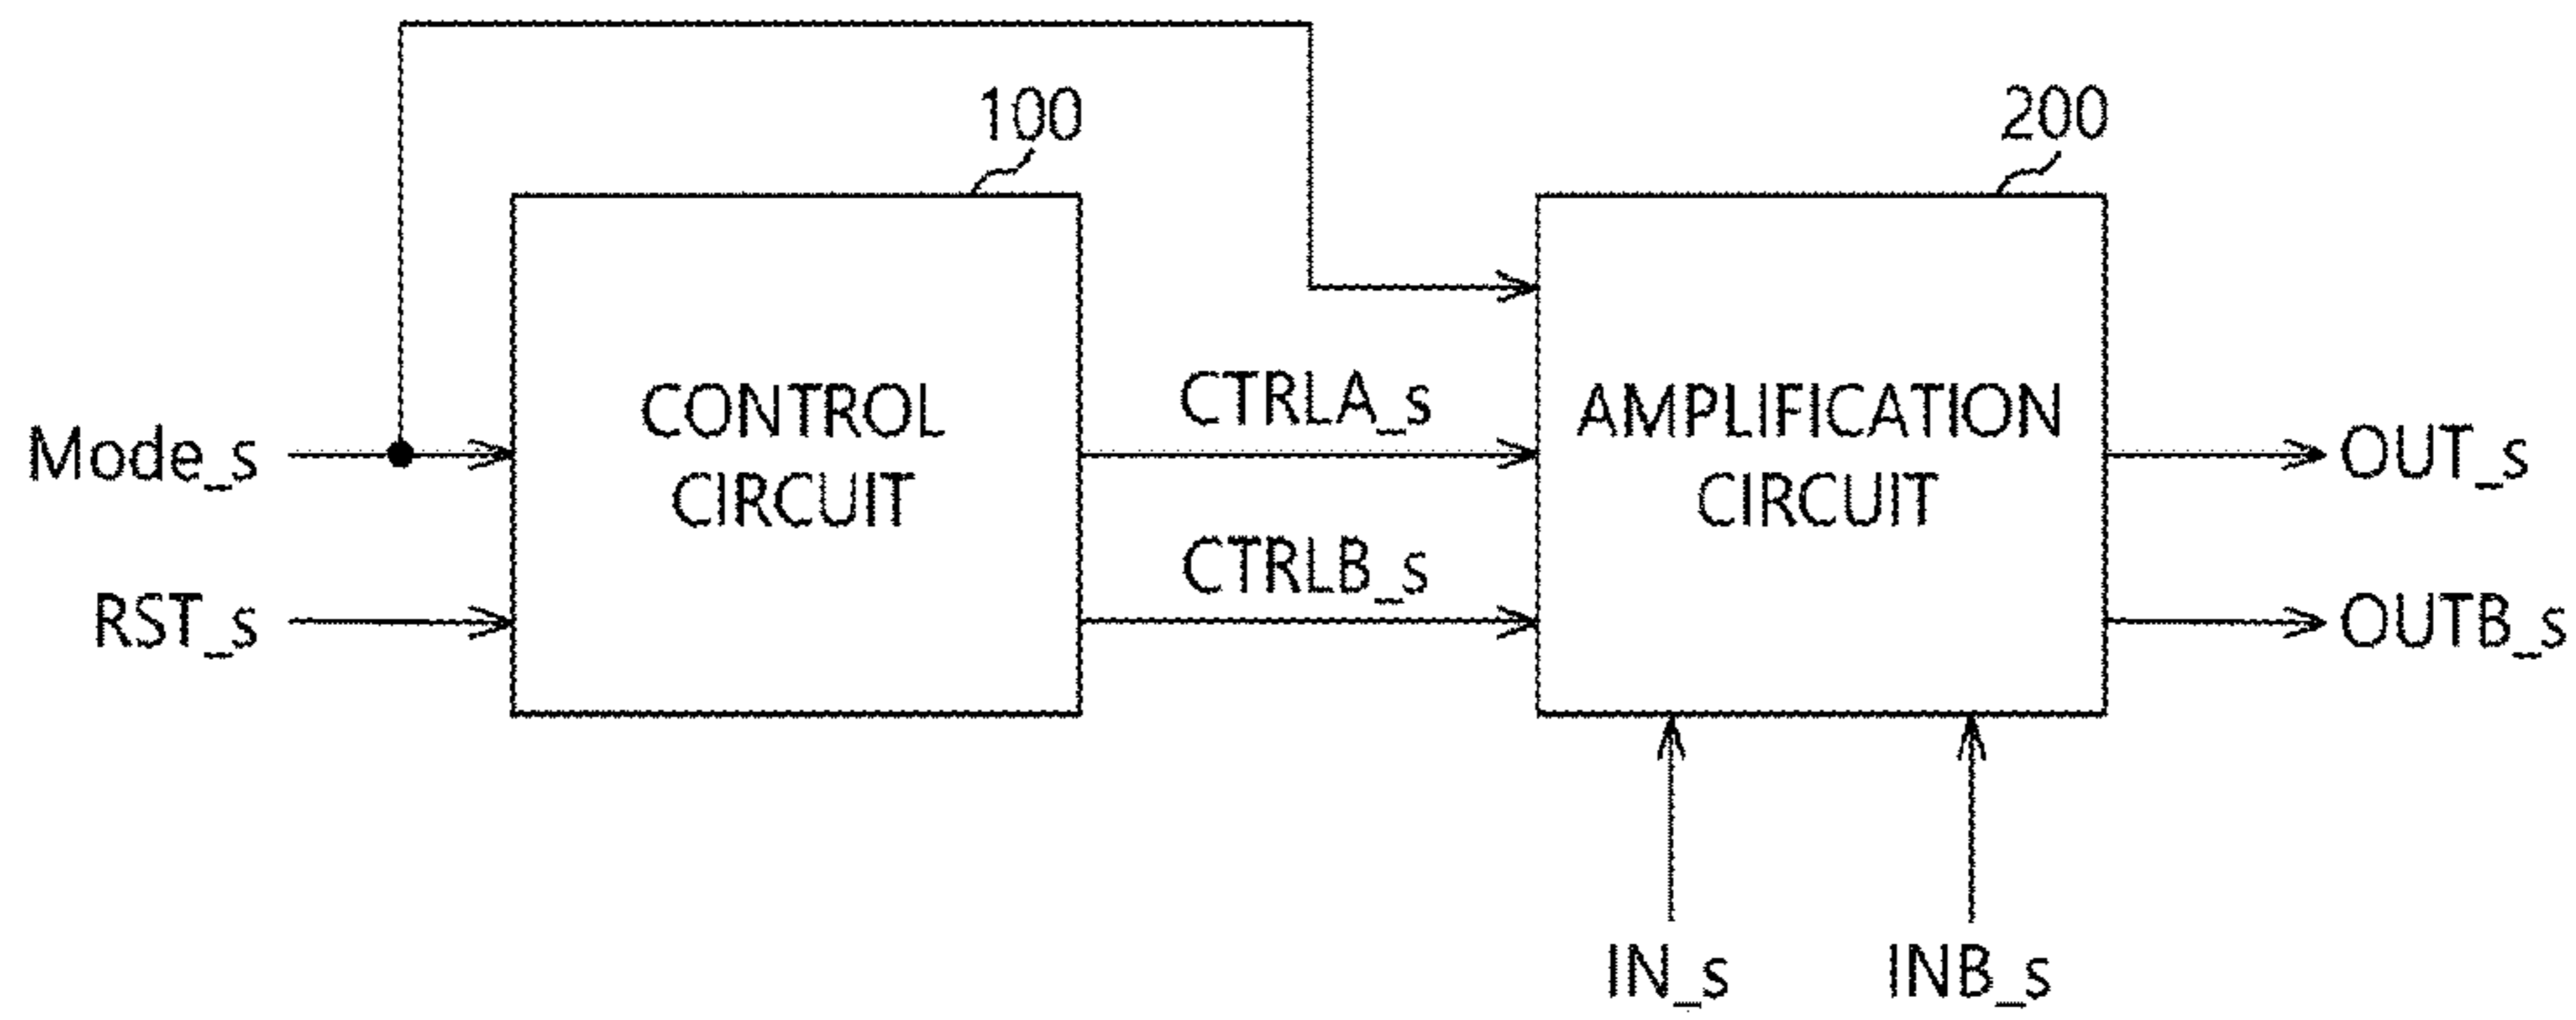 100
200
CONTROL
CIRCUIT
CTRLA_s
CTRLB_s
AMPLIFICATION
CIRCUIT
Mode_s
RST_s
OUT_s
OUTB_s
IN_s
INB_s